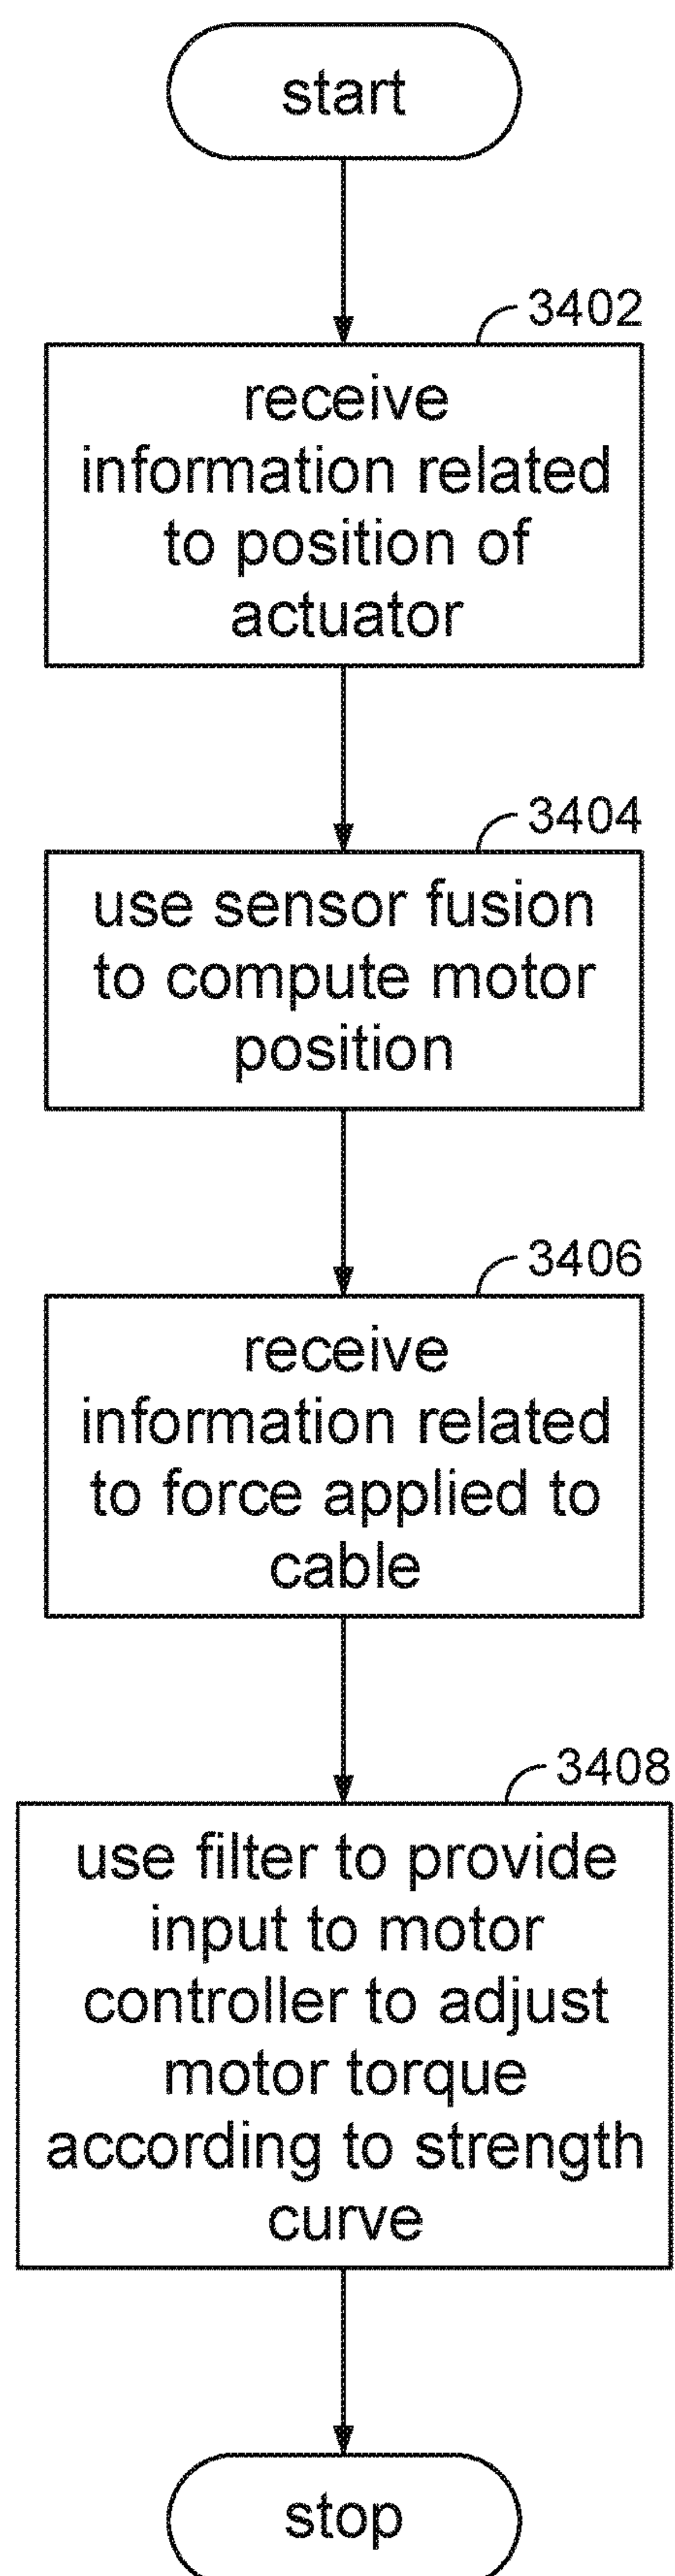 start
3402
receive
information related
to position of
actuator
3404
use sensor fusion
to compute motor
position
3406
receive
information related
to force applied to
cable
3408
use filter to provide
input to motor
controller to adjust
motor torque
according to strength
curve
stop